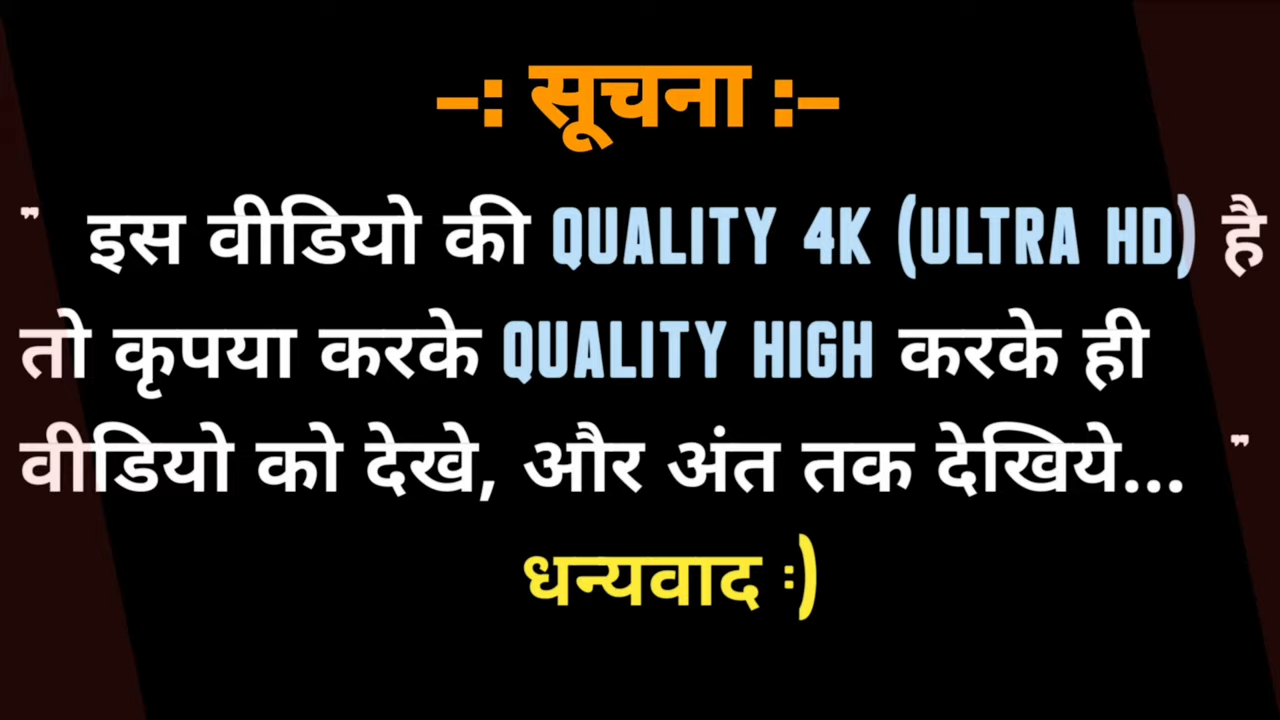 –: सूचना :–
" इस वीडियो की QUALITY 4K (ULTRA HD) है
तो कृपया करके QUALITY HIGH करके ही
वीडियो को देखे, और अंत तक देखिये... "
धन्यवाद :)